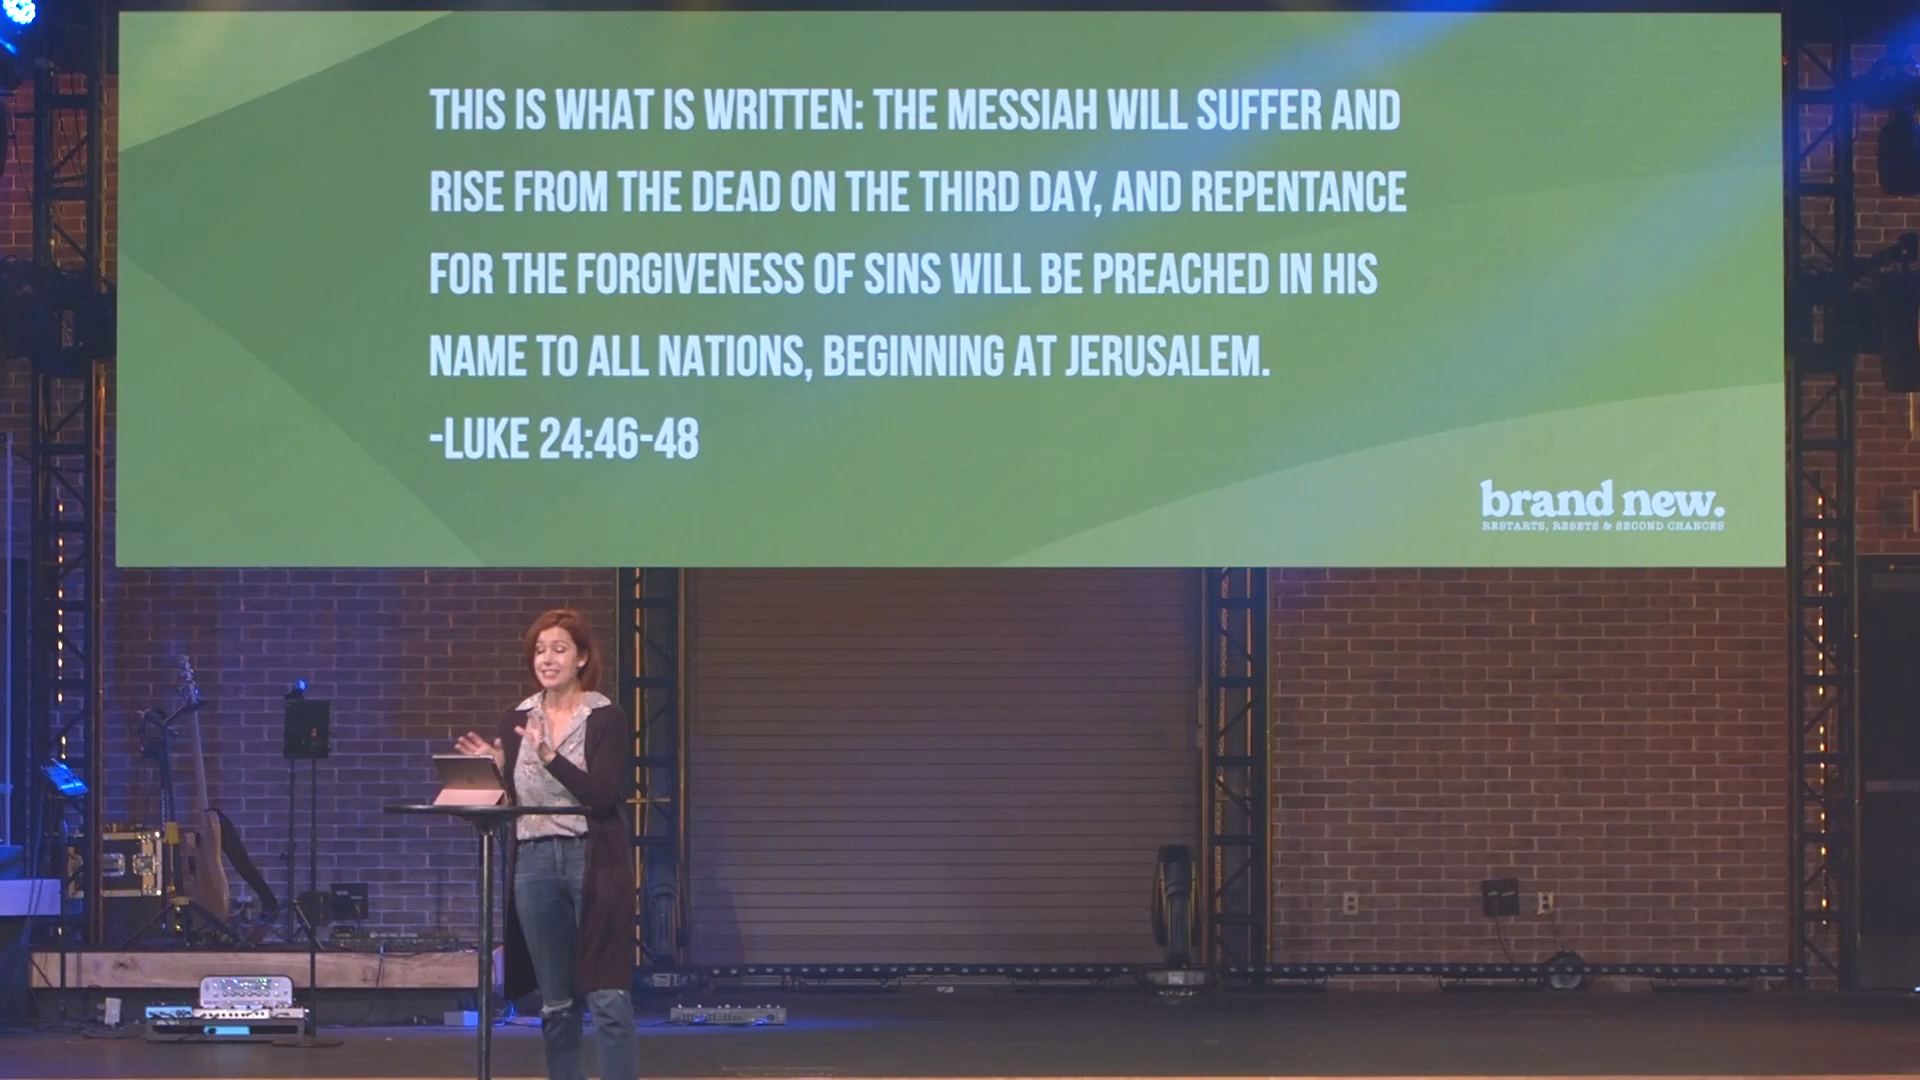 THIS IS WHAT IS WRITTEN: THE MESSIAH WILL SUFFER AND
RISE FROM THE DEAD ON THE THIRD DAY, AND REPENTANCE
FOR THE FORGIVENESS OF SINS WILL BE PREACHED IN HIS
NAME TO ALL NATIONS, BEGINNING AT JERUSALEM.
-LUKE 24:46-48
brand new.
RESTARTS, RESETS & SECOND CHANCES